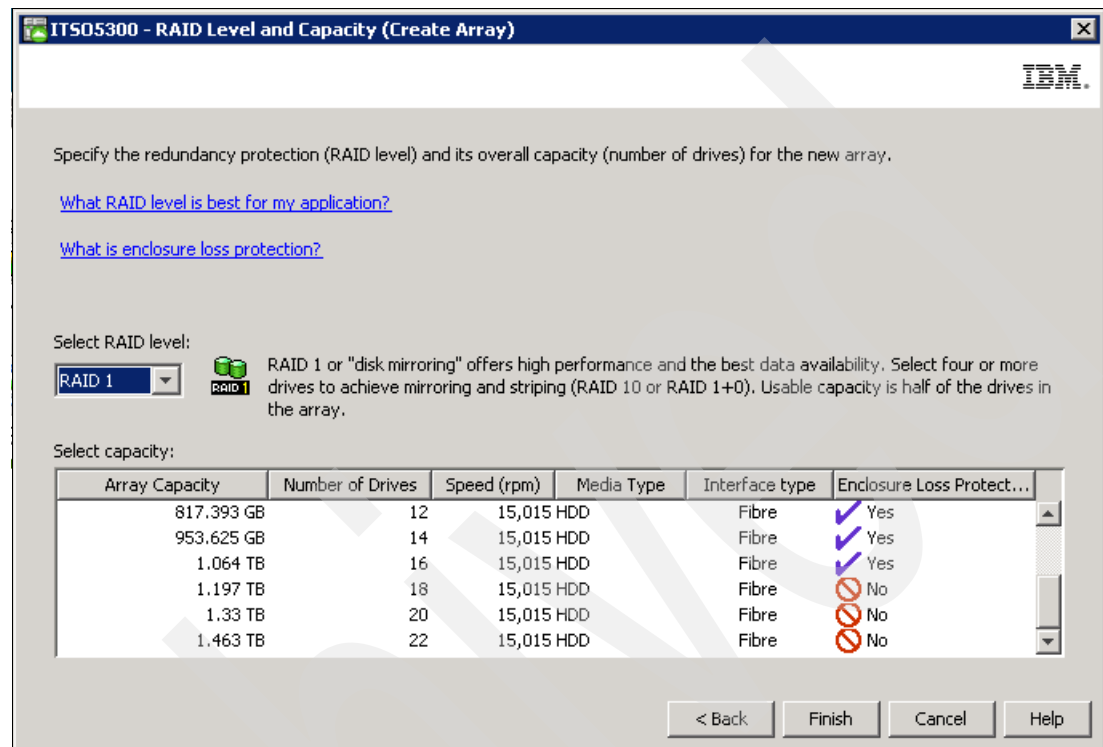 ITSO5300 - RAID Level and Capacity (Create Array)
IBM.
Specify the redundancy protection (RAID level) and its overall capacity (number of drives) for the new array.
What RAID level is best for my application?
What is enclosure loss protection?
Select RAID level:
RAID 1
RAID 1
RAID 1 or "disk mirroring" offers high performance and the best data availability. Select four or more
drives to achieve mirroring and striping (RAID 10 or RAID 1+0). Usable capacity is half of the drives in
the array.
Select capacity:
Array Capacity Number of Drives Speed (rpm) Media Type Interface type Enclosure Loss Protect...
817.393 GB 12 15,015 HDD Fibre Yes
953.625 GB 14 15,015 HDD Fibre Yes
1.064 TB 16 15,015 HDD Fibre Yes
1.197 TB 18 15,015 HDD Fibre No
1.33 TB 20 15,015 HDD Fibre No
1.463 TB 22 15,015 HDD Fibre No
< Back Finish Cancel Help